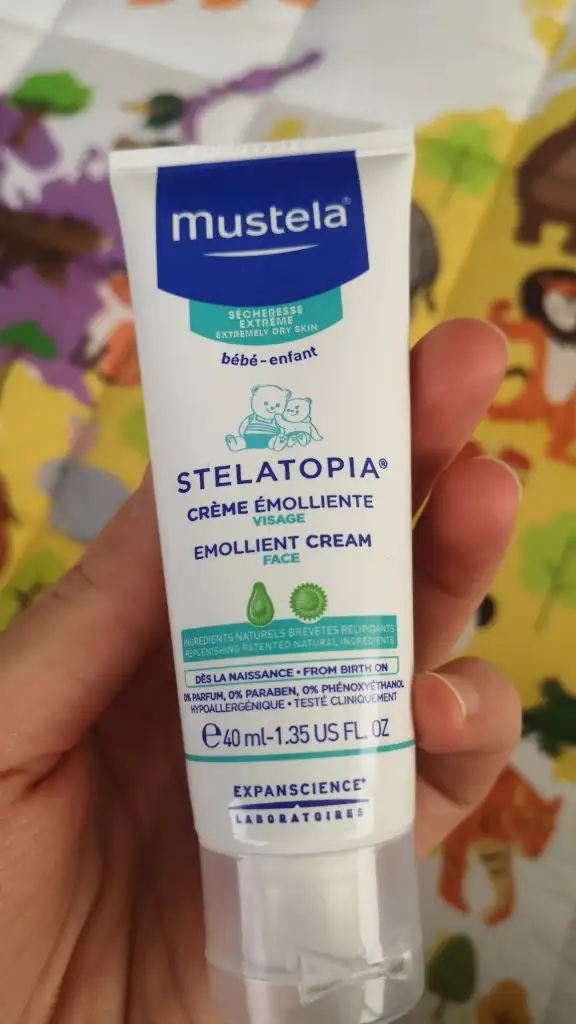 mustela®
SÉCHERESSE
EXTRÊME
EXTREMELY DRY SKIN
bébé-enfant
STELATOPIA®
CRÈME ÉMOLLIENTE
VISAGE
EMOLLIENT CREAM
FACE
INGRÉDIENTS NATURELS BREVETÉS RELIPIDANTS
REPLENISHING PATENTED NATURAL INGREDIENTS
DÈS LA NAISSANCE • FROM BIRTH ON
0% PARFUM, 0% PARABEN, 0% PHÉNOXYÉTHANOL
HYPOALLERGÉNIQUE • TESTÉ CLINIQUEMENT
℮40 ml-1.35 US FL. OZ
EXPANSCIENCE®
LABORATOIRES